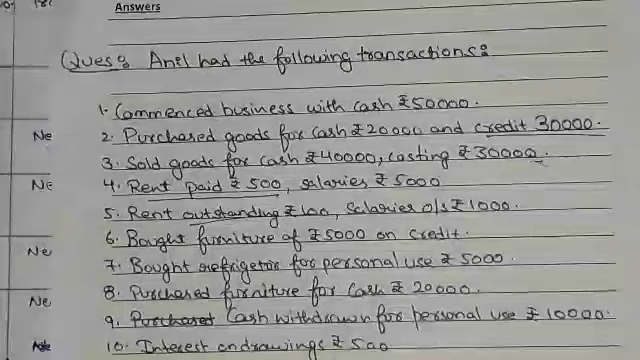 Answers
Ques: Anil had the following transactions:
1. Commenced business with cash ₹50000.
Ne
2. Purchased goods for cash ₹20000 and credit 30000.
3. Sold goods for cash ₹40000, costing ₹30000.
Ne
4. Rent paid ₹500, salaries ₹5000
5. Rent outstanding ₹100, salaries o/s ₹1000.
6. Bought furniture of ₹5000 on credit.
Ne
7. Bought refrigetor for personal use ₹5000.
8. Purchased furniture for cash ₹20000.
Ne
9. Purchased Cash withdrawn for personal use ₹10000.
10. Interest on drawings ₹500